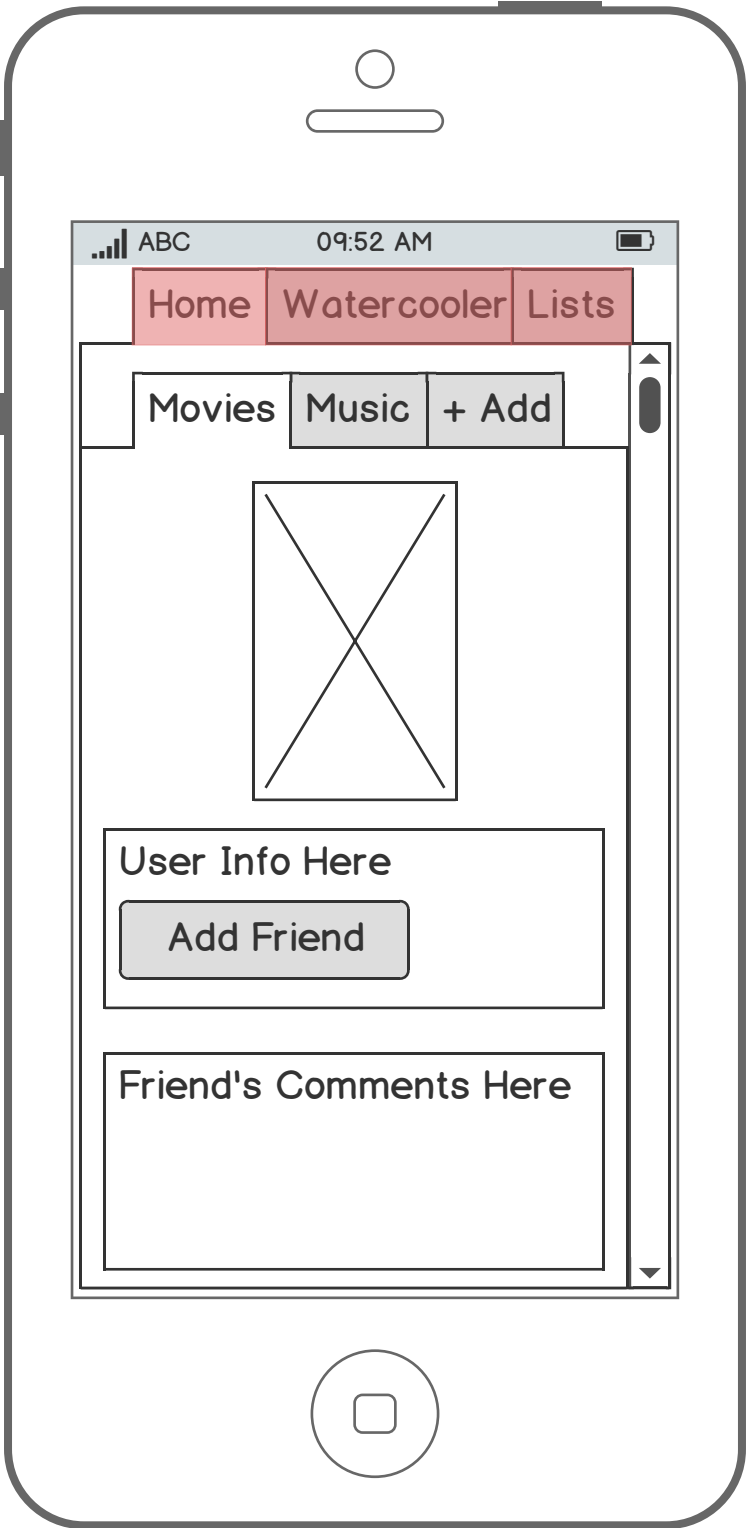 ABC 09:52 AM
Home Watercooler Lists
Movies Music + Add
User Info Here
Add Friend
Friend's Comments Here